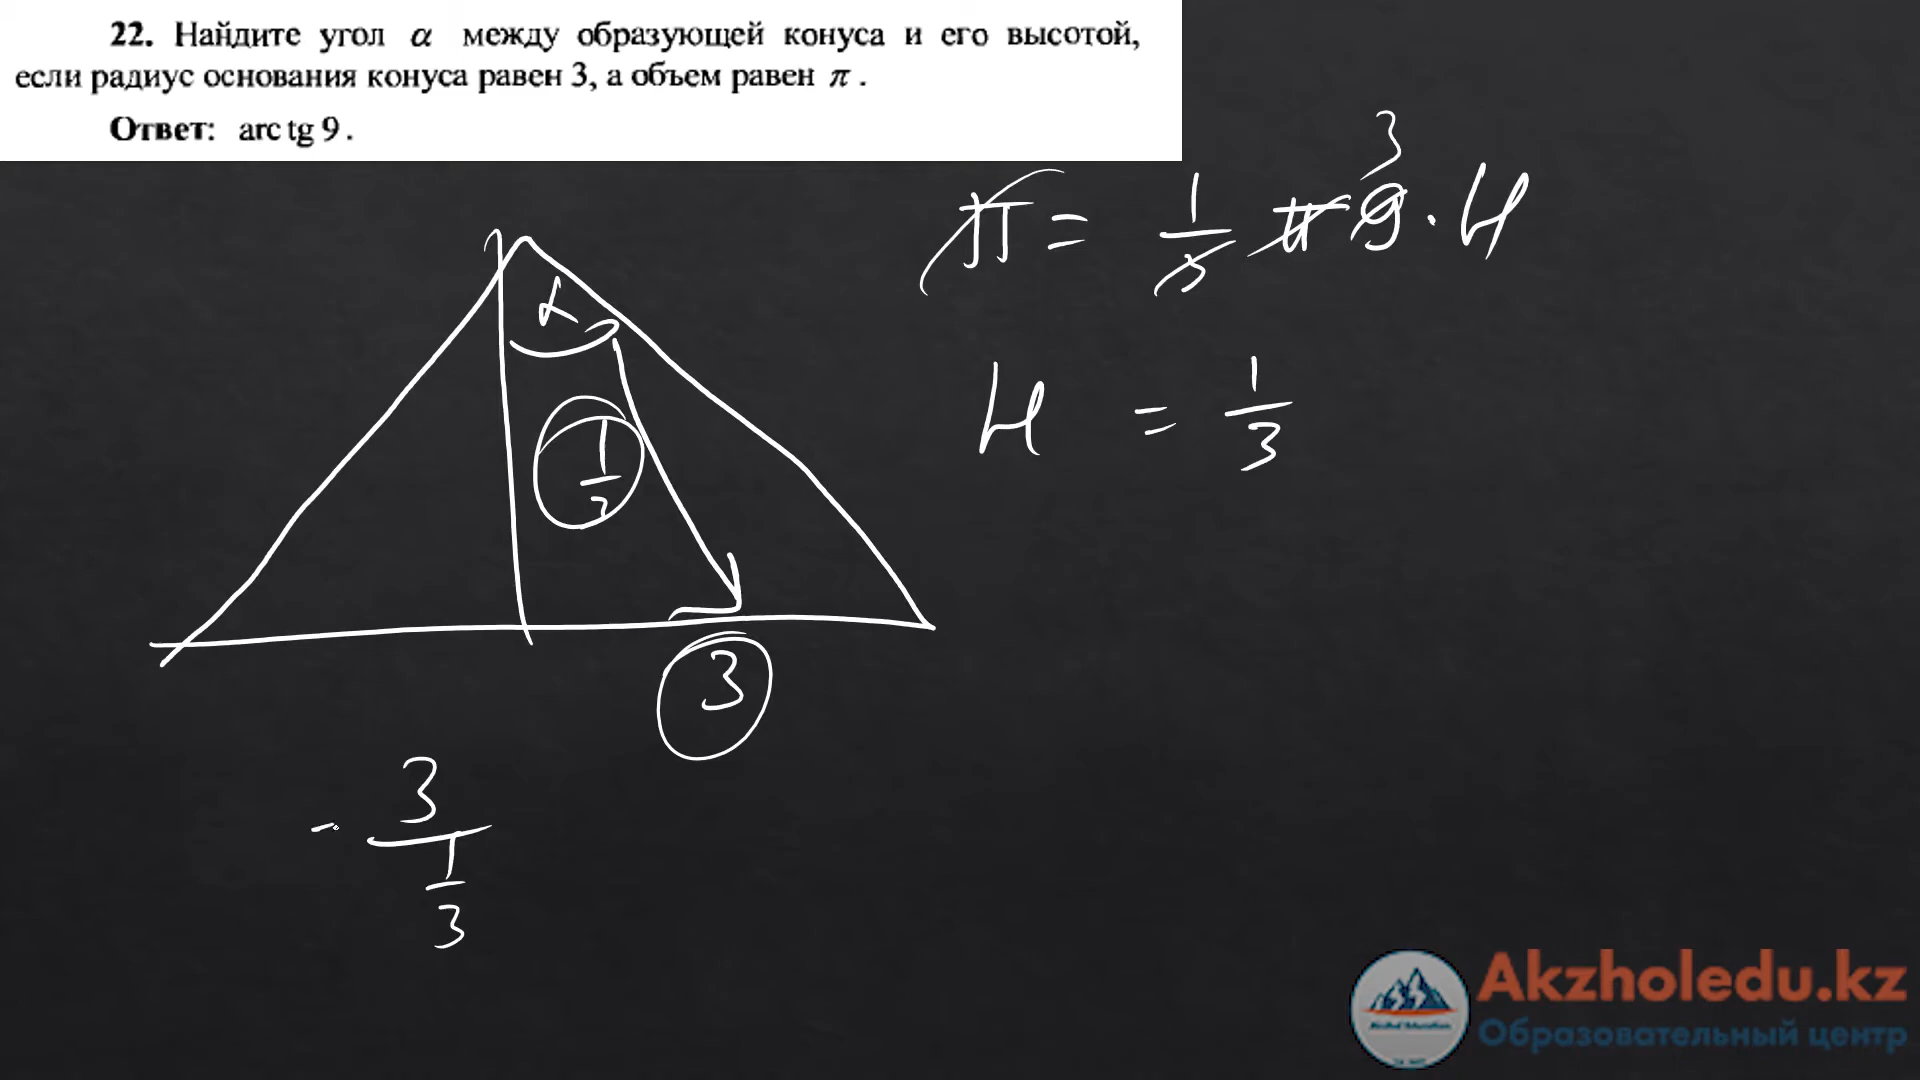 22. Найдите угол α между образующей конуса и его высотой,
если радиус основания конуса равен 3, а объем равен π .
Ответ: arc tg 9 .
3
π = 1/3 π 9 · H
α
H = 1/3
1/3
3
- 3/(1/3)
Akzholedu.kz
Образовательный центр